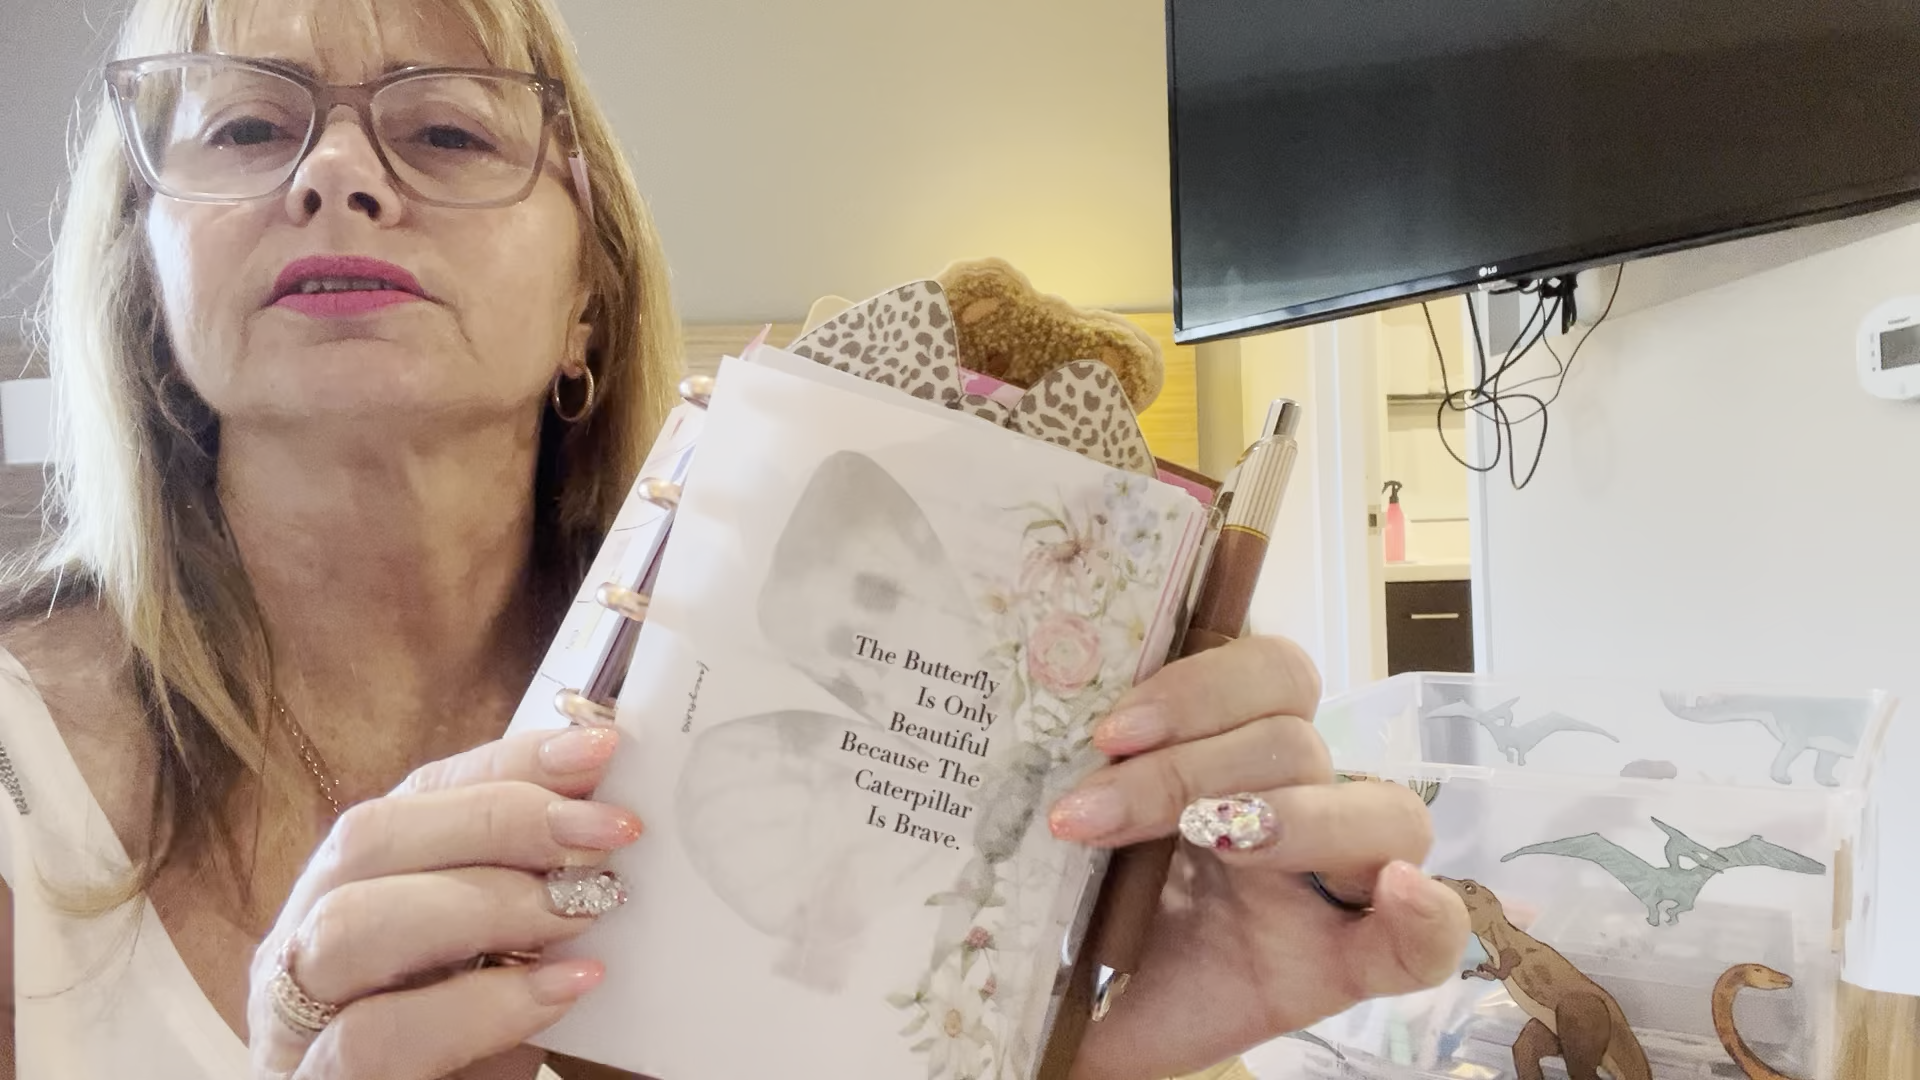 The Butterfly
Is Only
Beautiful
Because The
Caterpillar
Is Brave.
LG